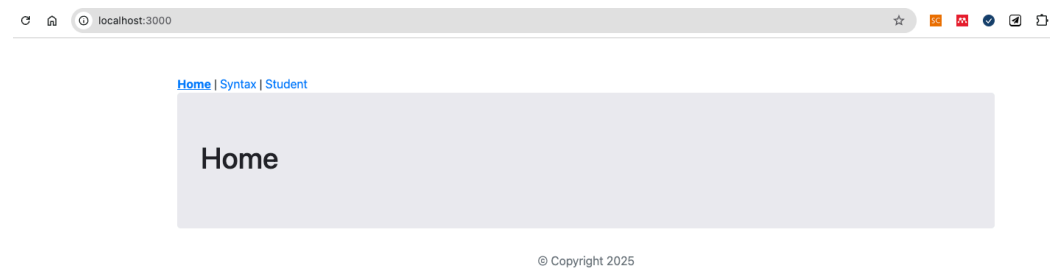 localhost:3000
SC
Home | Syntax | Student
Home
© Copyright 2025